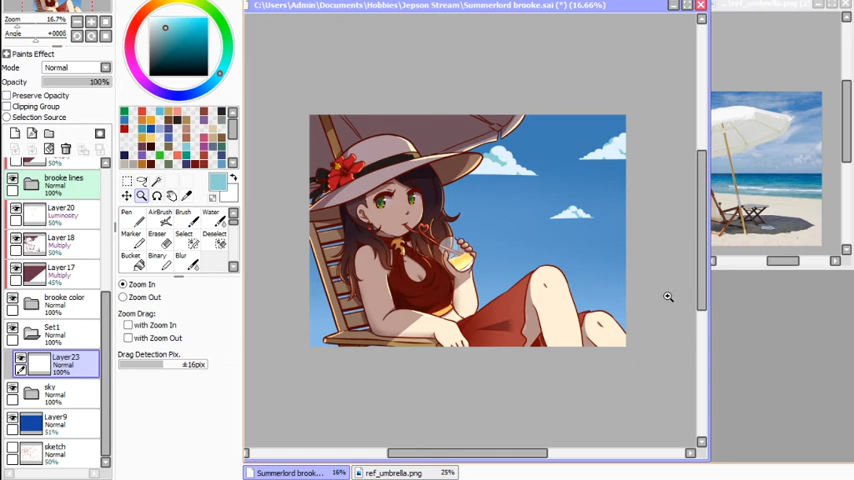 C:\Users\Admin\Documents\Hobbies\Jepson Stream\Summerlord brooke.sai (*) (16.66%)
ref_umbrella.png
Zoom 16.7%
Angle +000θ
Paints Effect
Mode Normal
Opacity 100%
Preserve Opacity
Clipping Group
Selection Source
50%
brooke lines
Normal
100%
Layer20
Luminosity
50%
Layer18
Multiply
50%
Layer17
Multiply
45%
brooke color
Normal
100%
Set1
Normal
100%
Layer23
Normal
100%
sky
Normal
100%
Layer9
Normal
51%
sketch
Normal
50%
Pen AirBrush Brush Water
Marker Eraser Select Deselect
Bucket Binary Blur
Zoom In
Zoom Out
Zoom Drag:
with Zoom In
with Zoom Out
Drag Detection Pix.
±16pix
Summerlord brook... 16%
ref_umbrella.png 25%